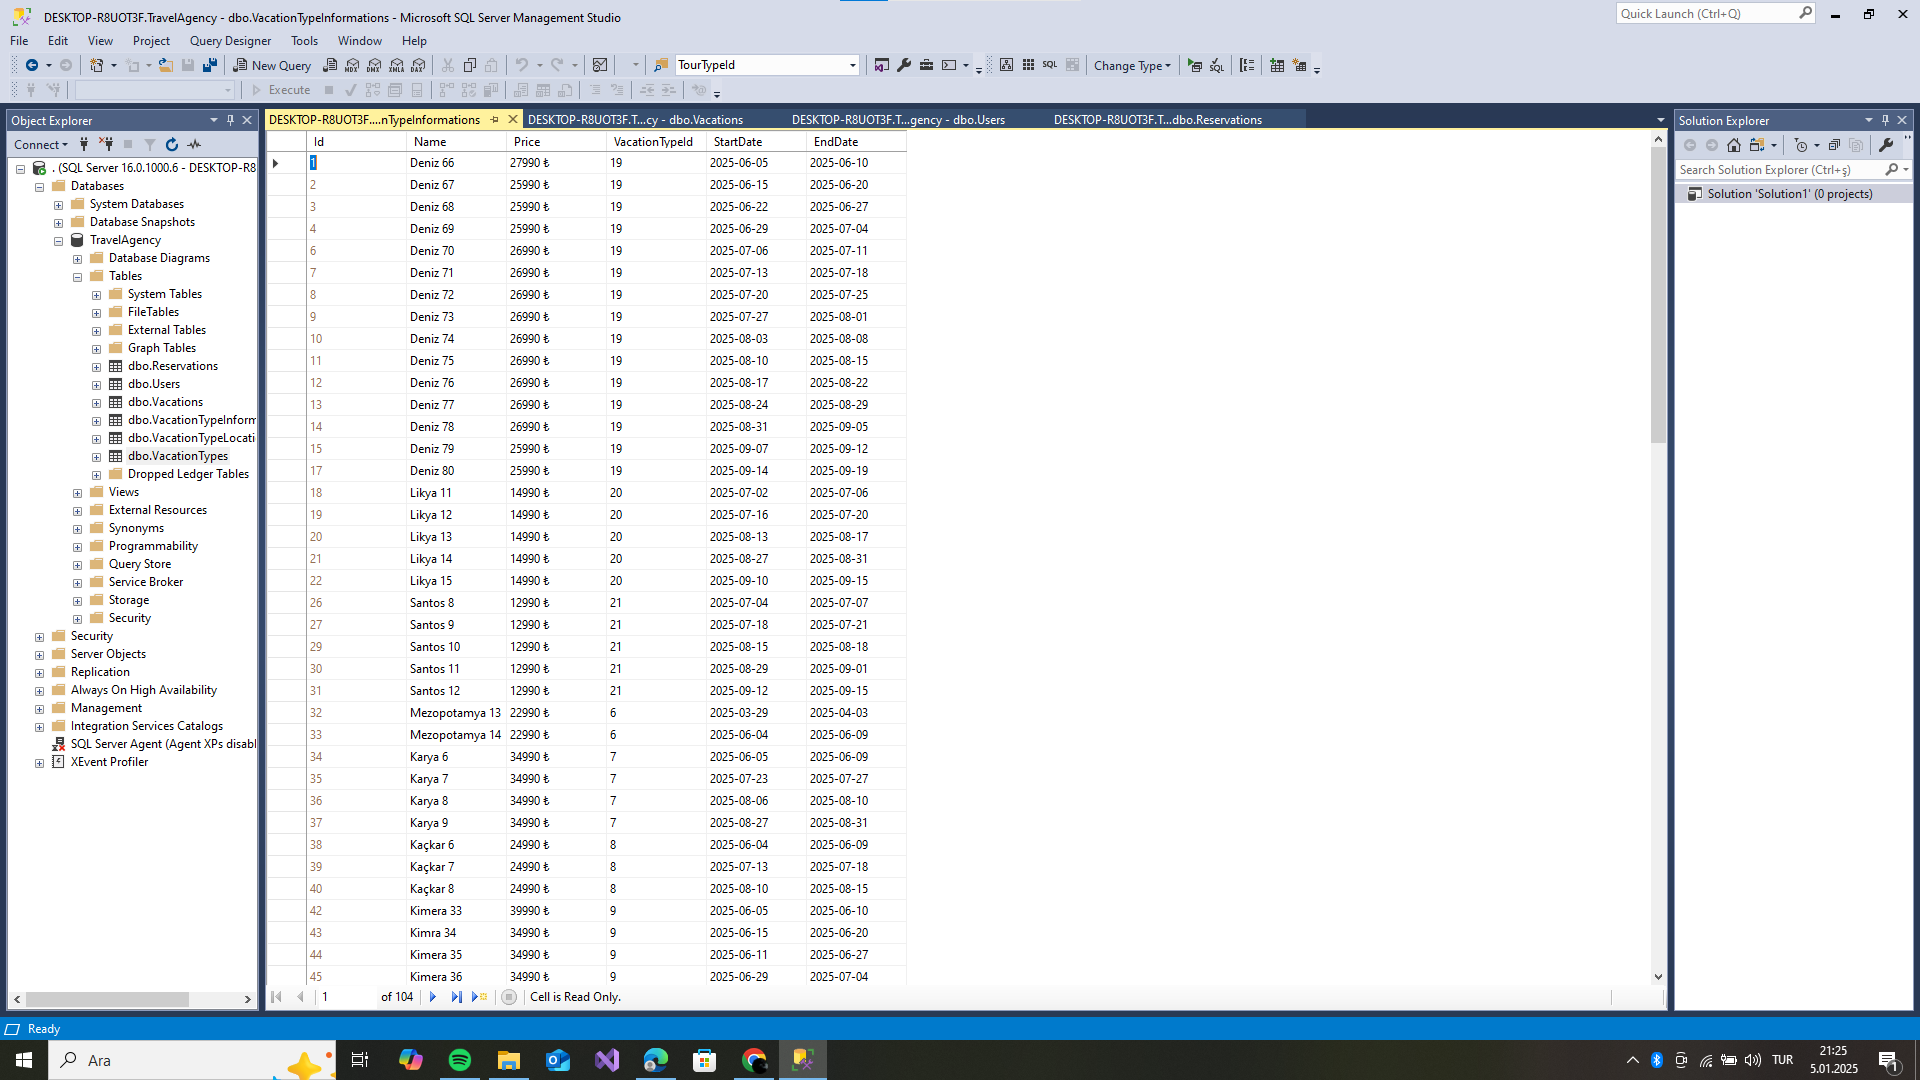 DESKTOP-R8UOT3F.TravelAgency - dbo.VacationTypeInformations - Microsoft SQL Server Management Studio
Quick Launch (Ctrl+Q)
File Edit View Project Query Designer Tools Window Help
New Query
MDX DMX XMLA DAX
TourTypeId
SQL
Change Type
SQL
Execute
Object Explorer
DESKTOP-R8UOT3F....nTypeInformations
DESKTOP-R8UOT3F.T...cy - dbo.Vacations
DESKTOP-R8UOT3F.T...gency - dbo.Users
DESKTOP-R8UOT3F.T...dbo.Reservations
Solution Explorer
Connect
Search Solution Explorer (Ctrl+ş)
Solution 'Solution1' (0 projects)
. (SQL Server 16.0.1000.6 - DESKTOP-R8
Databases
System Databases
Database Snapshots
TravelAgency
Database Diagrams
Tables
System Tables
FileTables
External Tables
Graph Tables
dbo.Reservations
dbo.Users
dbo.Vacations
dbo.VacationTypeInform
dbo.VacationTypeLocati
dbo.VacationTypes
Dropped Ledger Tables
Views
External Resources
Synonyms
Programmability
Query Store
Service Broker
Storage
Security
Security
Server Objects
Replication
Always On High Availability
Management
Integration Services Catalogs
SQL Server Agent (Agent XPs disabl
XEvent Profiler
Id Name Price VacationTypeId StartDate EndDate
1 Deniz 66 27990 ₺ 19 2025-06-05 2025-06-10
2 Deniz 67 25990 ₺ 19 2025-06-15 2025-06-20
3 Deniz 68 25990 ₺ 19 2025-06-22 2025-06-27
4 Deniz 69 25990 ₺ 19 2025-06-29 2025-07-04
6 Deniz 70 26990 ₺ 19 2025-07-06 2025-07-11
7 Deniz 71 26990 ₺ 19 2025-07-13 2025-07-18
8 Deniz 72 26990 ₺ 19 2025-07-20 2025-07-25
9 Deniz 73 26990 ₺ 19 2025-07-27 2025-08-01
10 Deniz 74 26990 ₺ 19 2025-08-03 2025-08-08
11 Deniz 75 26990 ₺ 19 2025-08-10 2025-08-15
12 Deniz 76 26990 ₺ 19 2025-08-17 2025-08-22
13 Deniz 77 26990 ₺ 19 2025-08-24 2025-08-29
14 Deniz 78 26990 ₺ 19 2025-08-31 2025-09-05
15 Deniz 79 25990 ₺ 19 2025-09-07 2025-09-12
17 Deniz 80 25990 ₺ 19 2025-09-14 2025-09-19
18 Likya 11 14990 ₺ 20 2025-07-02 2025-07-06
19 Likya 12 14990 ₺ 20 2025-07-16 2025-07-20
20 Likya 13 14990 ₺ 20 2025-08-13 2025-08-17
21 Likya 14 14990 ₺ 20 2025-08-27 2025-08-31
22 Likya 15 14990 ₺ 20 2025-09-10 2025-09-15
26 Santos 8 12990 ₺ 21 2025-07-04 2025-07-07
27 Santos 9 12990 ₺ 21 2025-07-18 2025-07-21
29 Santos 10 12990 ₺ 21 2025-08-15 2025-08-18
30 Santos 11 12990 ₺ 21 2025-08-29 2025-09-01
31 Santos 12 12990 ₺ 21 2025-09-12 2025-09-15
32 Mezopotamya 13 22990 ₺ 6 2025-03-29 2025-04-03
33 Mezopotamya 14 22990 ₺ 6 2025-06-04 2025-06-09
34 Karya 6 34990 ₺ 7 2025-06-05 2025-06-09
35 Karya 7 34990 ₺ 7 2025-07-23 2025-07-27
36 Karya 8 34990 ₺ 7 2025-08-06 2025-08-10
37 Karya 9 34990 ₺ 7 2025-08-27 2025-08-31
38 Kaçkar 6 24990 ₺ 8 2025-06-04 2025-06-09
39 Kaçkar 7 24990 ₺ 8 2025-07-13 2025-07-18
40 Kaçkar 8 24990 ₺ 8 2025-08-10 2025-08-15
42 Kimera 33 39990 ₺ 9 2025-06-05 2025-06-10
43 Kimra 34 34990 ₺ 9 2025-06-15 2025-06-20
44 Kimera 35 34990 ₺ 9 2025-06-11 2025-06-27
45 Kimera 36 34990 ₺ 9 2025-06-29 2025-07-04
1 of 104 Cell is Read Only.
Ready
Ara
TUR
21:25
5.01.2025
1